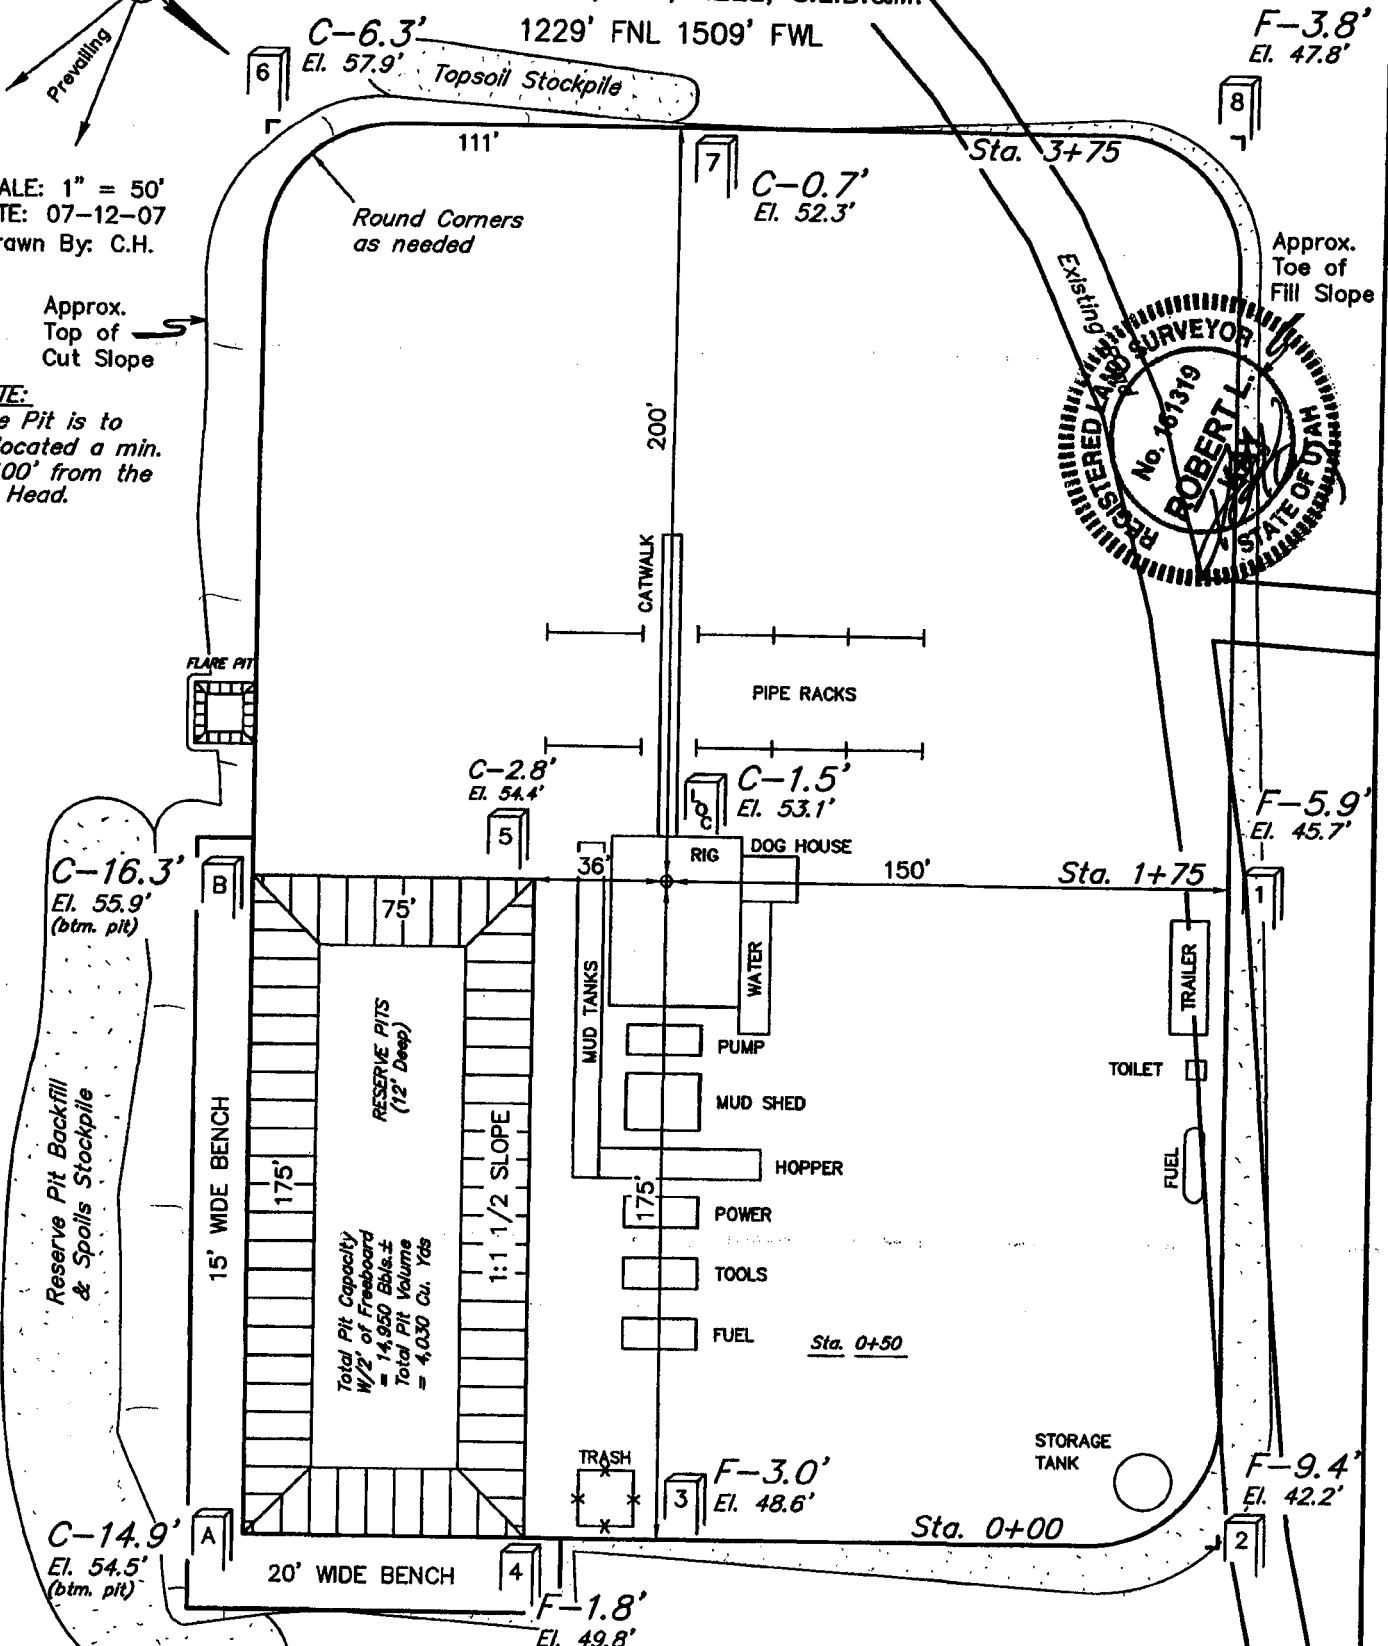 1229' FNL 1509' FWL
Prevailing
6
C-6.3'
El. 57.9'
Topsoil Stockpile
F-3.8'
El. 47.8'
8
111'
7
C-0.7'
El. 52.3'
Sta. 3+75
ALE: 1" = 50'
TE: 07-12-07
rawn By: C.H.
Round Corners
as needed
Approx.
Toe of
Fill Slope
Existing
Approx.
Top of
Cut Slope
TE:
e Pit is to
located a min.
00' from the
Head.
200'
REGISTERED LAND SURVEYOR
No. 161319
ROBERT L.
KAY
STATE OF UTAH
CATWALK
FLARE PIT
PIPE RACKS
C-2.8'
El. 54.4'
5
LOC
C-1.5'
El. 53.1'
F-5.9'
El. 45.7'
1
RIG
DOG HOUSE
36'
150'
Sta. 1+75
C-16.3'
El. 55.9'
(btm. pit)
B
75'
MUD TANKS
WATER
TRAILER
RESERVE PITS
(12' Deep)
PUMP
TOILET
MUD SHED
Reserve Pit Backfill
& Spoils Stockpile
15' WIDE BENCH
175'
1:1 1/2 SLOPE
HOPPER
FUEL
175'
POWER
Total Pit Capacity
W/2' of Freeboard
= 14,950 Bbls.±
Total Pit Volume
= 4,030 Cu. Yds
TOOLS
FUEL
Sta. 0+50
TRASH
STORAGE
TANK
3
F-3.0'
El. 48.6'
F-9.4'
El. 42.2'
2
Sta. 0+00
C-14.9'
El. 54.5'
(btm. pit)
A
20' WIDE BENCH
4
F-1.8'
El. 49.8'